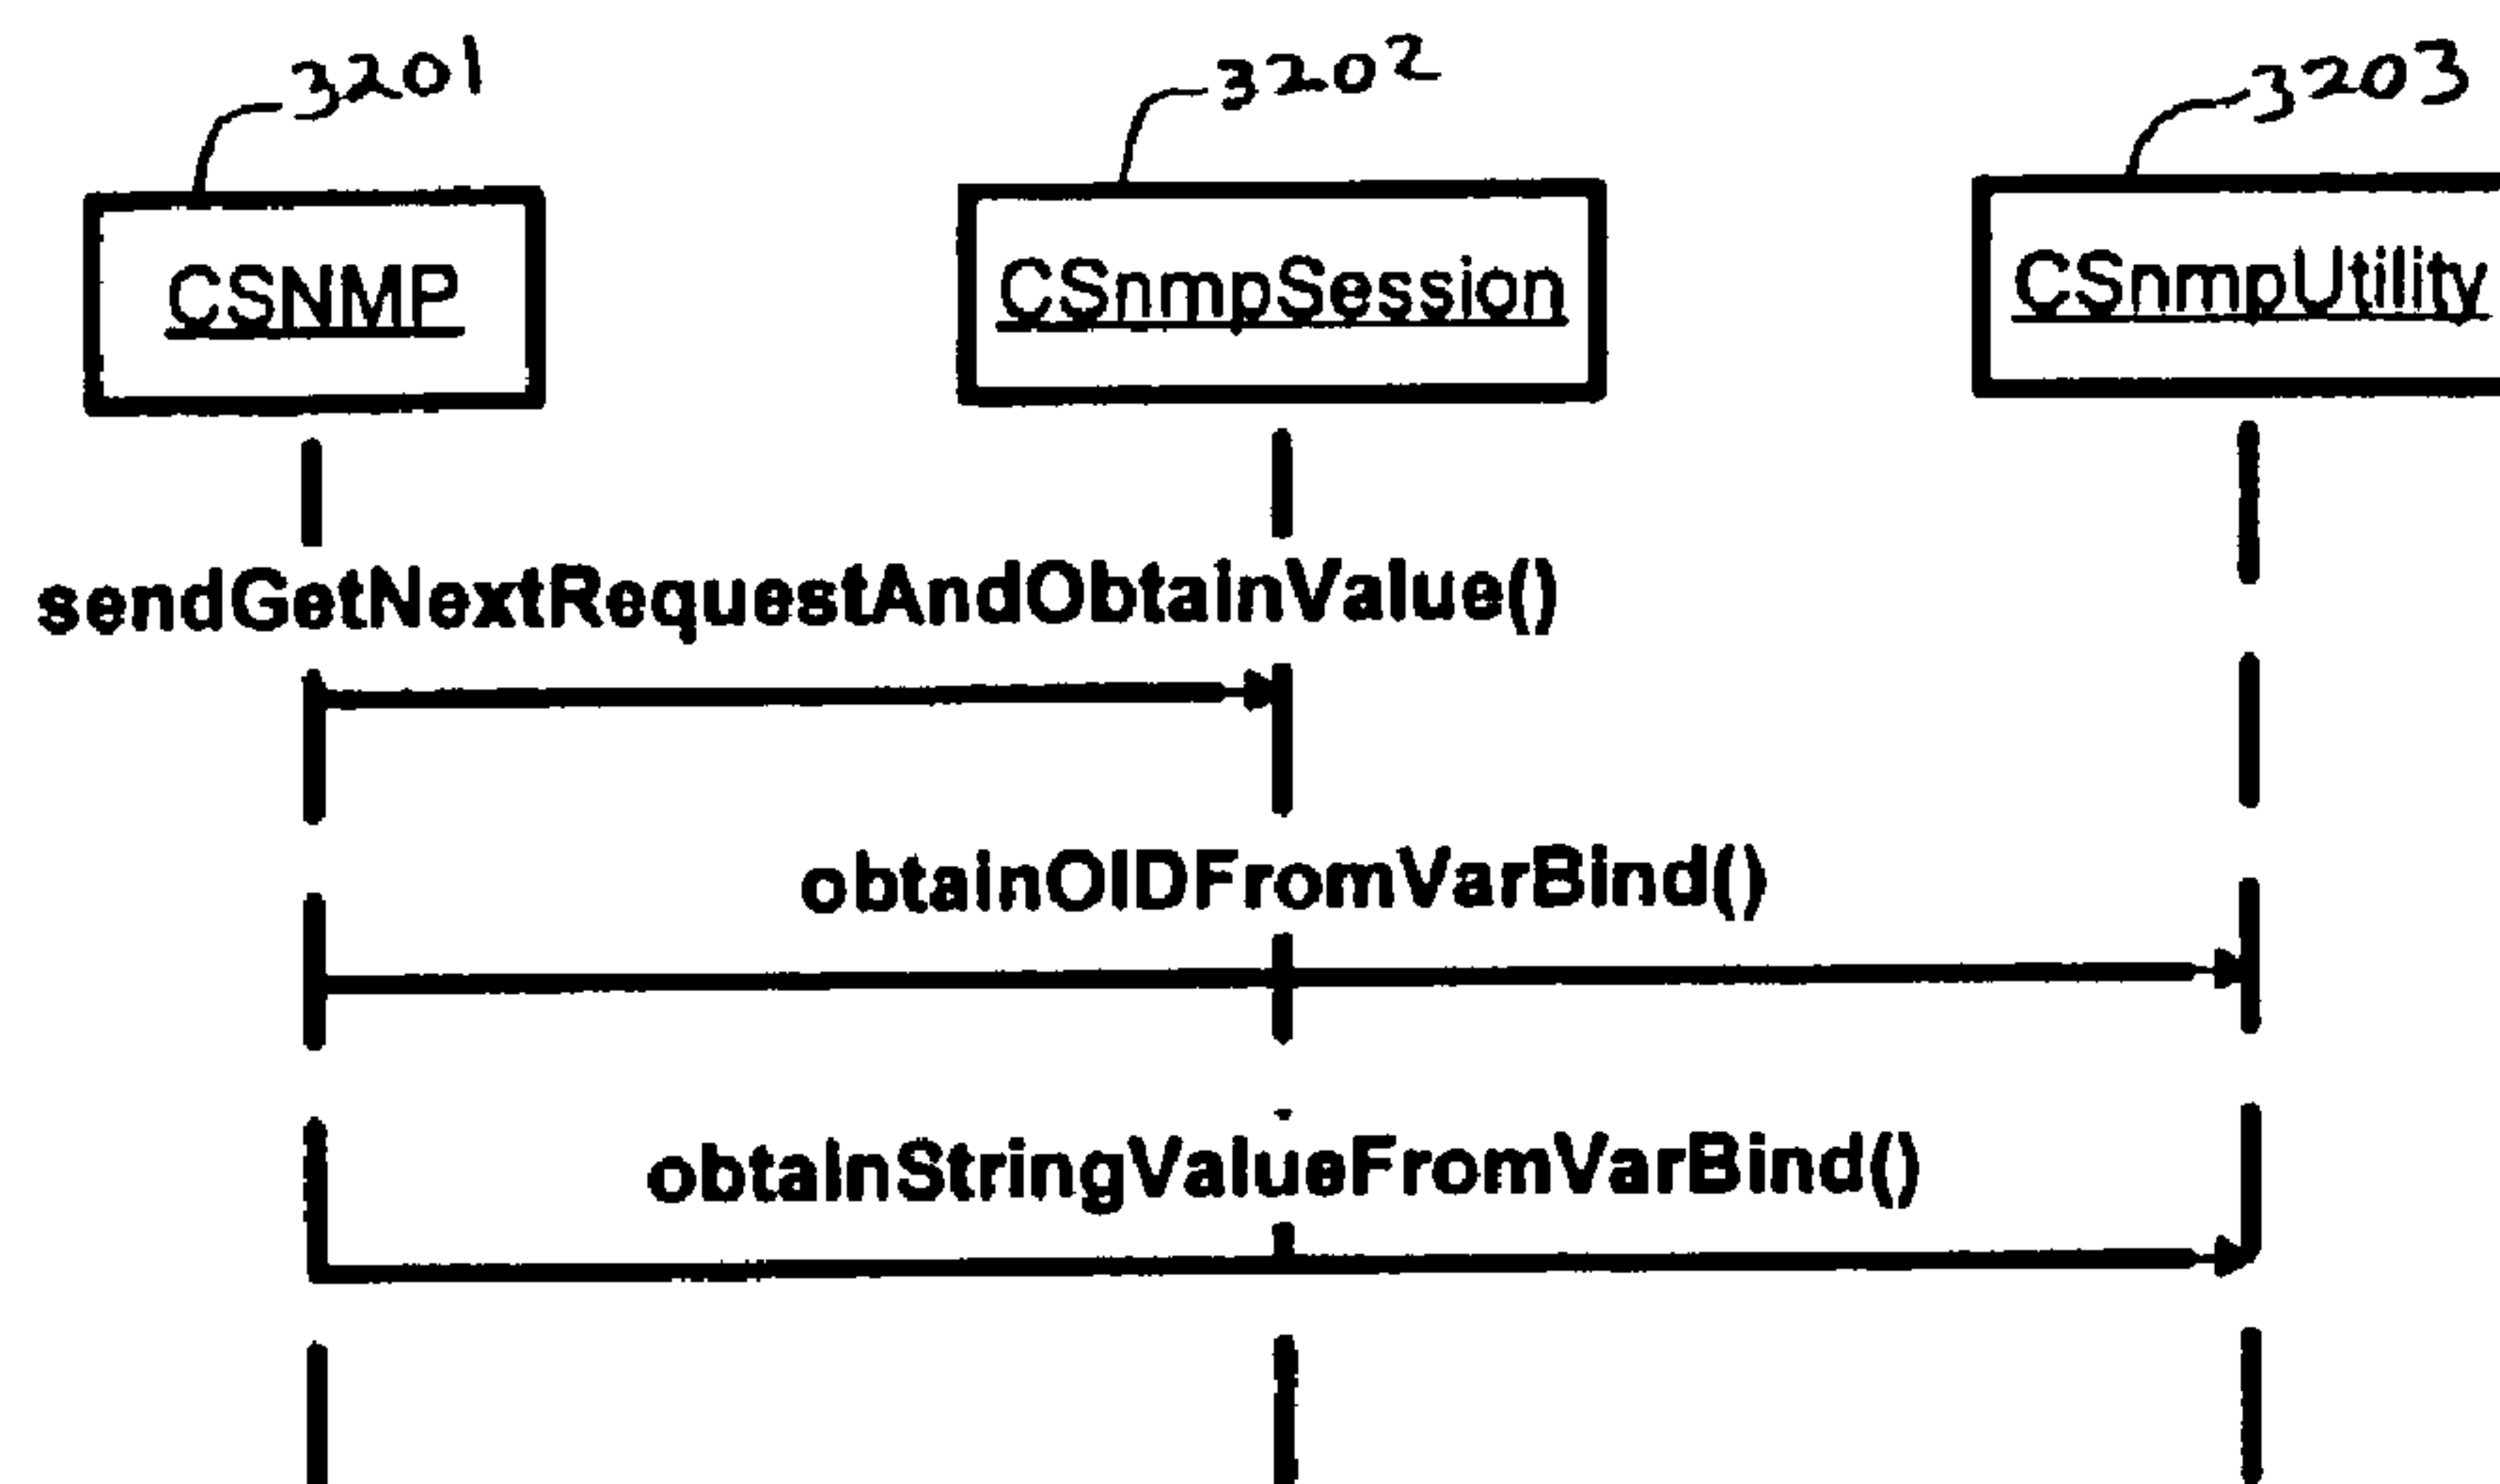 3201 3202 3203
CSNMP CSnmpSession CSnmpUtility
sendGetNextRequestAndObtainValue()
obtainOIDFromVarBind()
obtainStringValueFromVarBind()